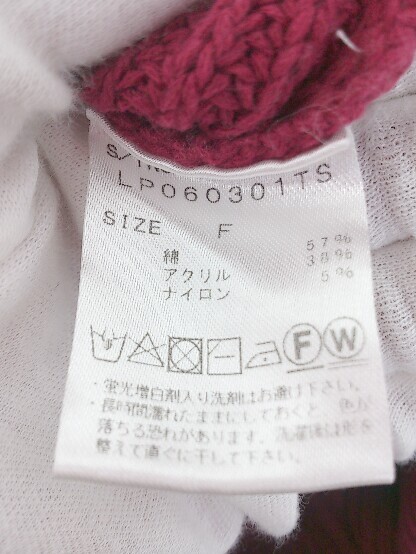 LP060301TS
SIZE F
綿 57%
アクリル 38%
ナイロン 5%
F W
・蛍光増白剤入り洗剤はお避け下さい。
・長時間濡れたままにしておくと 色が
落ちる恐れがあります。洗濯後は形を
整えて直ぐに干して下さい。